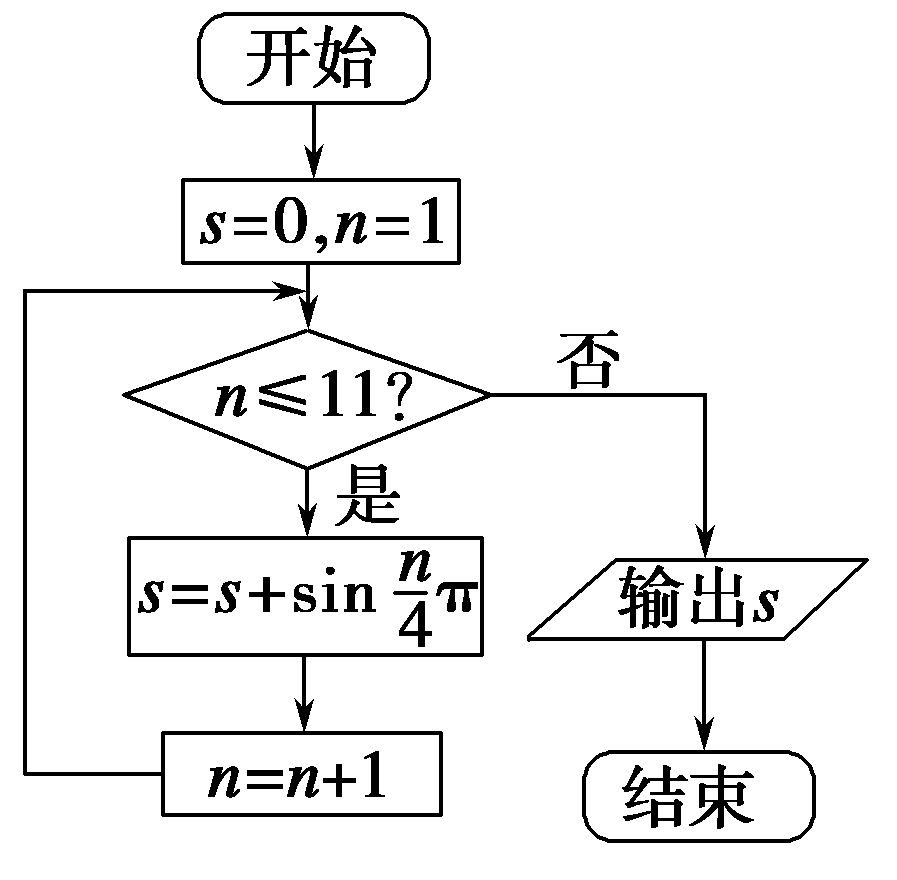 开始
s=0,n=1
n≤11?
否
是
s=s+sin n/4 π
输出s
n=n+1
结束